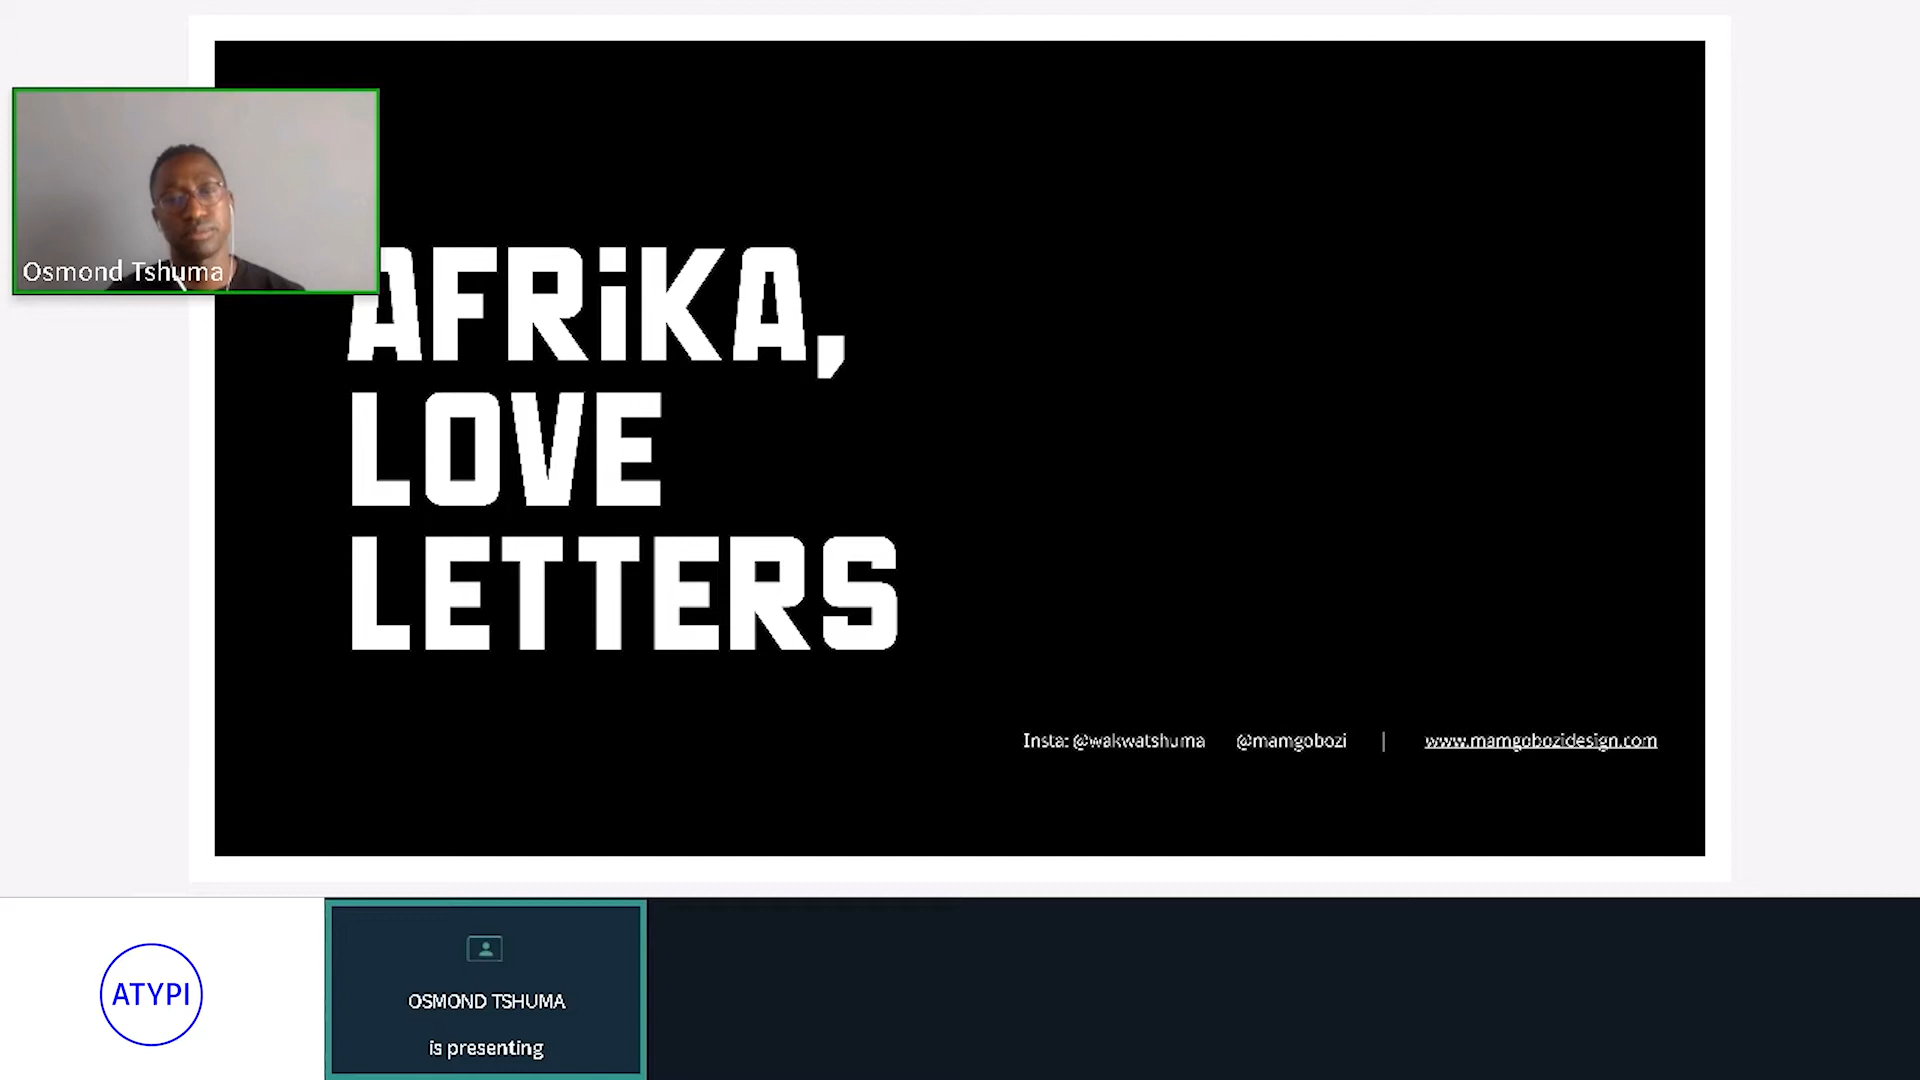 Osmond Tshuma
AFRiKA,
LOVE
LETTERS
Insta: @wakwatshuma @mamgobozi | www.mamgobozidesign.com
ATYPI
OSMOND TSHUMA
is presenting